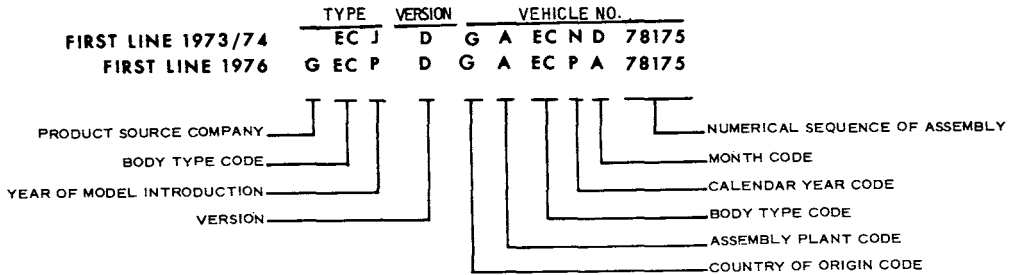 TYPE VERSION VEHICLE NO.
FIRST LINE 1973/74 EC J D G A EC N D 78175
FIRST LINE 1976 G EC P D G A EC P A 78175
PRODUCT SOURCE COMPANY NUMERICAL SEQUENCE OF ASSEMBLY
BODY TYPE CODE MONTH CODE
YEAR OF MODEL INTRODUCTION CALENDAR YEAR CODE
VERSION BODY TYPE CODE
ASSEMBLY PLANT CODE
COUNTRY OF ORIGIN CODE